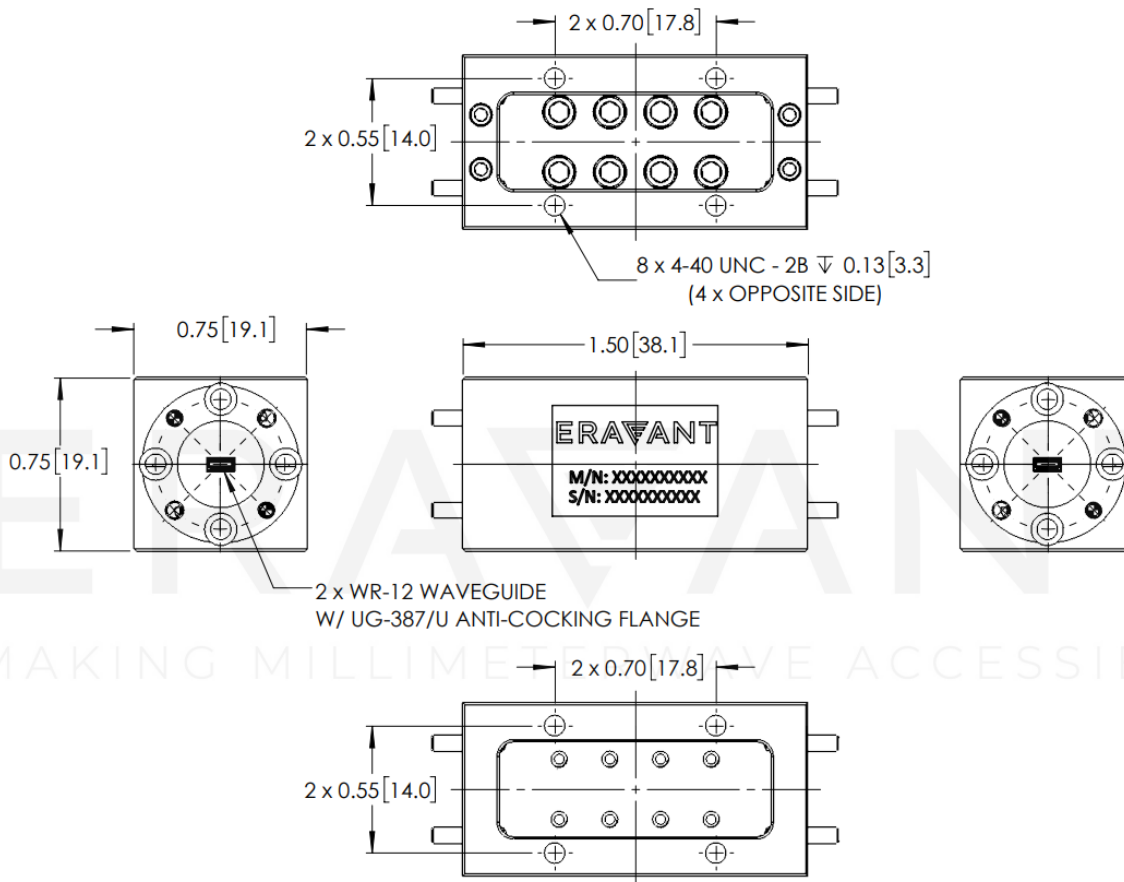 2 x 0.70[17.8]
2 x 0.55[14.0]
8 x 4-40 UNC - 2B ↧ 0.13[3.3]
(4 x OPPOSITE SIDE)
0.75[19.1]
1.50[38.1]
0.75[19.1]
ERAVANT
M/N: XXXXXXXXXX
S/N: XXXXXXXXXX
2 x WR-12 WAVEGUIDE
W/ UG-387/U ANTI-COCKING FLANGE
ERAVANT
MAKING MILLIMETERWAVE ACCESSI
2 x 0.70[17.8]
2 x 0.55[14.0]